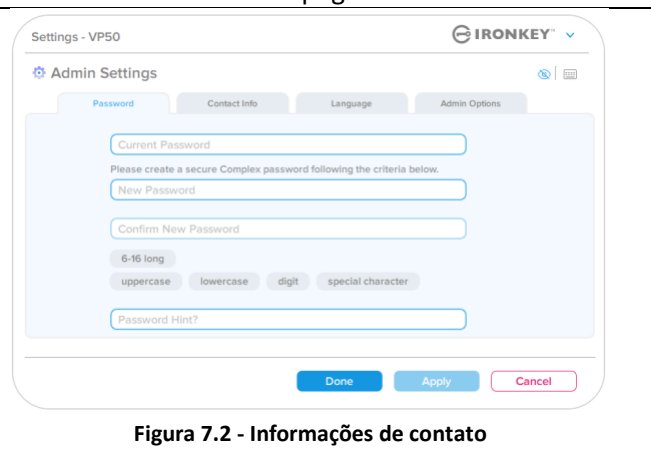 Settings - VP50
IRONKEY™
Admin Settings
Password Contact Info Language Admin Options
Current Password
Please create a secure Complex password following the criteria below.
New Password
Confirm New Password
6-16 long
uppercase lowercase digit special character
Password Hint?
Done Apply Cancel
Figura 7.2 - Informações de contato